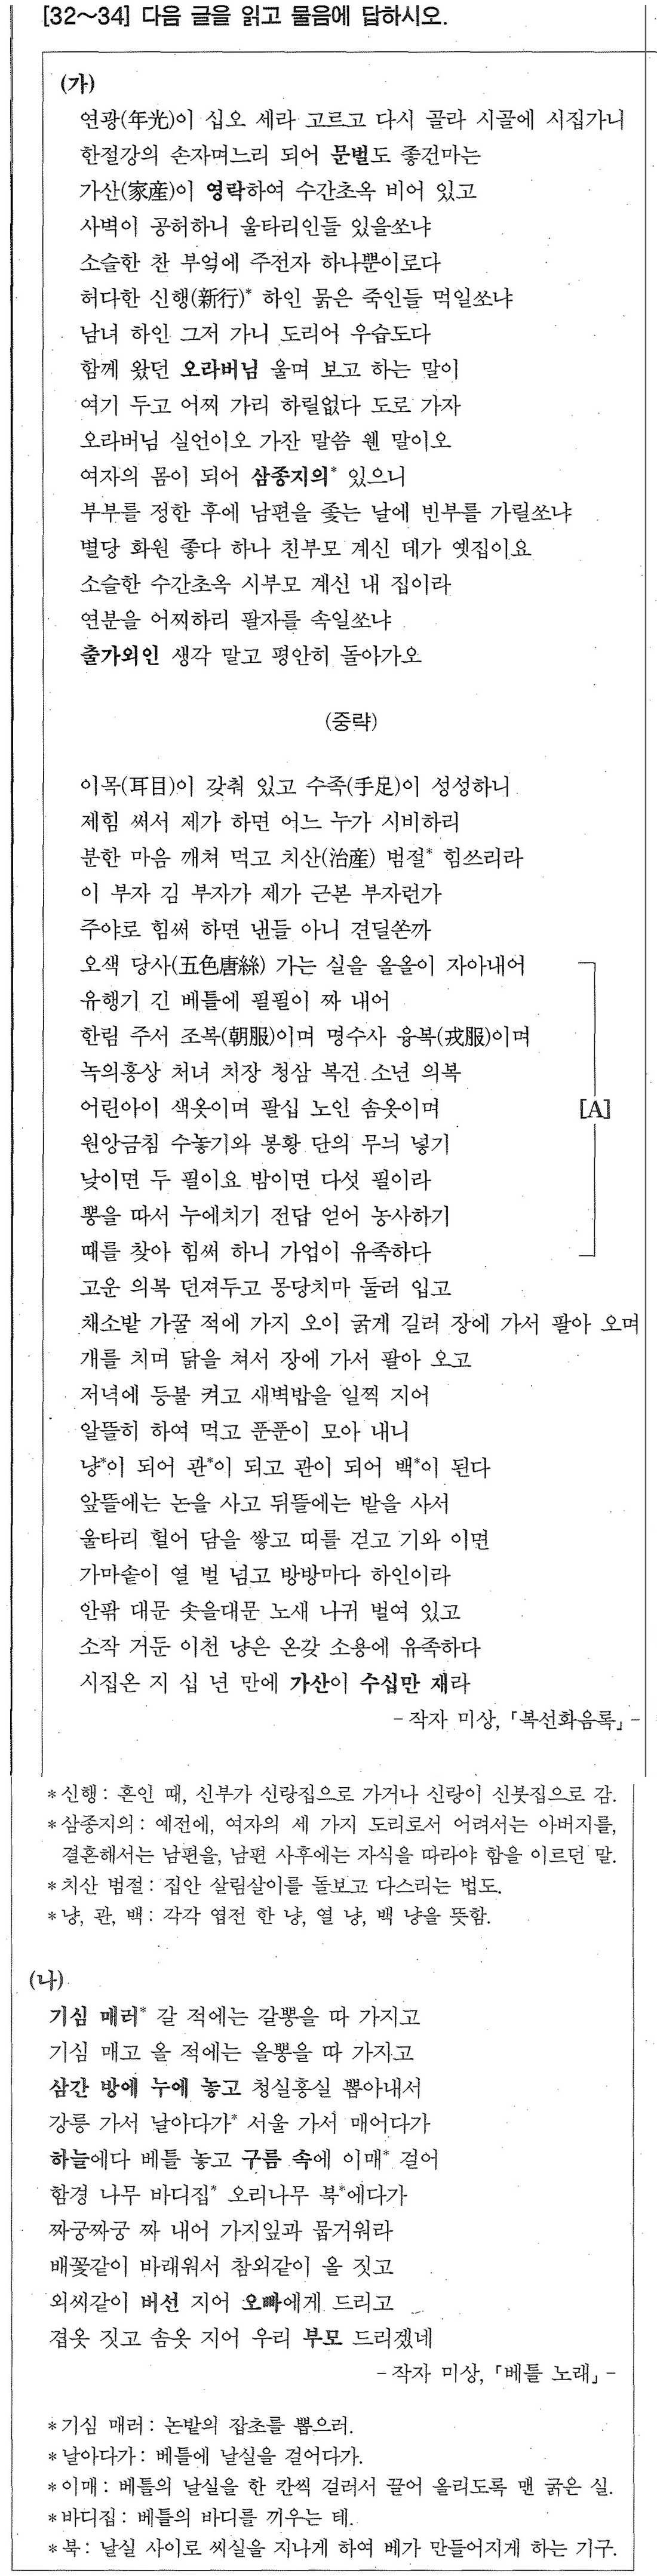 [32~34] 다음 글을 읽고 물음에 답하시오.
(가)
연광(年光)이 십오 세라 고르고 다시 골라 시골에 시집가니
한절강의 손자며느리 되어 문벌도 좋건마는
가산(家産)이 영락하여 수간초옥 비어 있고
사벽이 공허하니 울타리인들 있을쏘냐
소슬한 찬 부엌에 주전자 하나뿐이로다
허다한 신행(新行)* 하인 묽은 죽인들 먹일쏘냐
남녀 하인 그저 가니 도리어 우습도다
함께 왔던 오라버님 울며 보고 하는 말이
여기 두고 어찌 가리 하릴없다 도로 가자
오라버님 실언이오 가잔 말씀 웬 말이오
여자의 몸이 되어 삼종지의* 있으니
부부를 정한 후에 남편을 좇는 날에 빈부를 가릴쏘냐
별당 화원 좋다 하나 친부모 계신 데가 옛집이요
소슬한 수간초옥 시부모 계신 내 집이라
연분을 어찌하리 팔자를 속일쏘냐
출가외인 생각 말고 평안히 돌아가오
(중략)
이목(耳目)이 갖춰 있고 수족(手足)이 성성하니
제힘 써서 제가 하면 어느 누가 시비하리
분한 마음 깨쳐 먹고 치산(治産) 범절* 힘쓰리라
이 부자 김 부자가 제가 근본 부자런가
주야로 힘써 하면 낸들 아니 견딜쏜까
오색 당사(五色唐絲) 가는 실을 올올이 자아내어
유행기 긴 베틀에 필필이 짜 내어
한림 주서 조복(朝服)이며 명수사 융복(戎服)이며
녹의홍상 처녀 치장 청삼 복건 소년 의복
어린아이 색옷이며 팔십 노인 솜옷이며
[A]
원앙금침 수놓기와 봉황 단의 무늬 넣기
낮이면 두 필이요 밤이면 다섯 필이라
뽕을 따서 누에치기 전답 얻어 농사하기
때를 찾아 힘써 하니 가업이 유족하다
고운 의복 던져두고 몽당치마 둘러 입고
채소밭 가꿀 적에 가지 오이 굵게 길러 장에 가서 팔아 오며
개를 치며 닭을 쳐서 장에 가서 팔아 오고
저녁에 등불 켜고 새벽밥을 일찍 지어
알뜰히 하여 먹고 푼푼이 모아 내니
냥*이 되어 관*이 되고 관이 되어 백*이 된다
앞뜰에는 논을 사고 뒤뜰에는 밭을 사서
울타리 헐어 담을 쌓고 띠를 걷고 기와 이면
가마솥이 열 벌 넘고 방방마다 하인이라
안팎 대문 솟을대문 노새 나귀 벌여 있고
소작 거둔 이천 냥은 온갖 소용에 유족하다
시집온 지 십 년 만에 가산이 수십만 재라
- 작자 미상, 「복선화음록」 -
*신행: 혼인 때, 신부가 신랑집으로 가거나 신랑이 신붓집으로 감.
*삼종지의: 예전에, 여자의 세 가지 도리로서 어려서는 아버지를,
결혼해서는 남편을, 남편 사후에는 자식을 따라야 함을 이르던 말.
*치산 범절: 집안 살림살이를 돌보고 다스리는 법도.
*냥, 관, 백: 각각 엽전 한 냥, 열 냥, 백 냥을 뜻함.
(나)
기심 매러* 갈 적에는 갈뽕을 따 가지고
기심 매고 올 적에는 올뽕을 따 가지고
삼간 방에 누에 놓고 청실홍실 뽑아내서
강릉 가서 날아다가* 서울 가서 매어다가
하늘에다 베틀 놓고 구름 속에 이매* 걸어
함경 나무 바디집* 오리나무 북*에다가
짜궁짜궁 짜 내어 가지잎과 뭅거워라
배꽃같이 바래워서 참외같이 올 짓고
외씨같이 버선 지어 오빠에게 드리고
겹옷 짓고 솜옷 지어 우리 부모 드리겠네
- 작자 미상, 「베틀 노래」 -
*기심 매러: 논밭의 잡초를 뽑으러.
*날아다가: 베틀에 날실을 걸어다가.
*이매: 베틀의 날실을 한 칸씩 걸러서 끌어 올리도록 맨 굵은 실.
*바디집: 베틀의 바디를 끼우는 테.
*북: 날실 사이로 씨실을 지나게 하여 베가 만들어지게 하는 기구.